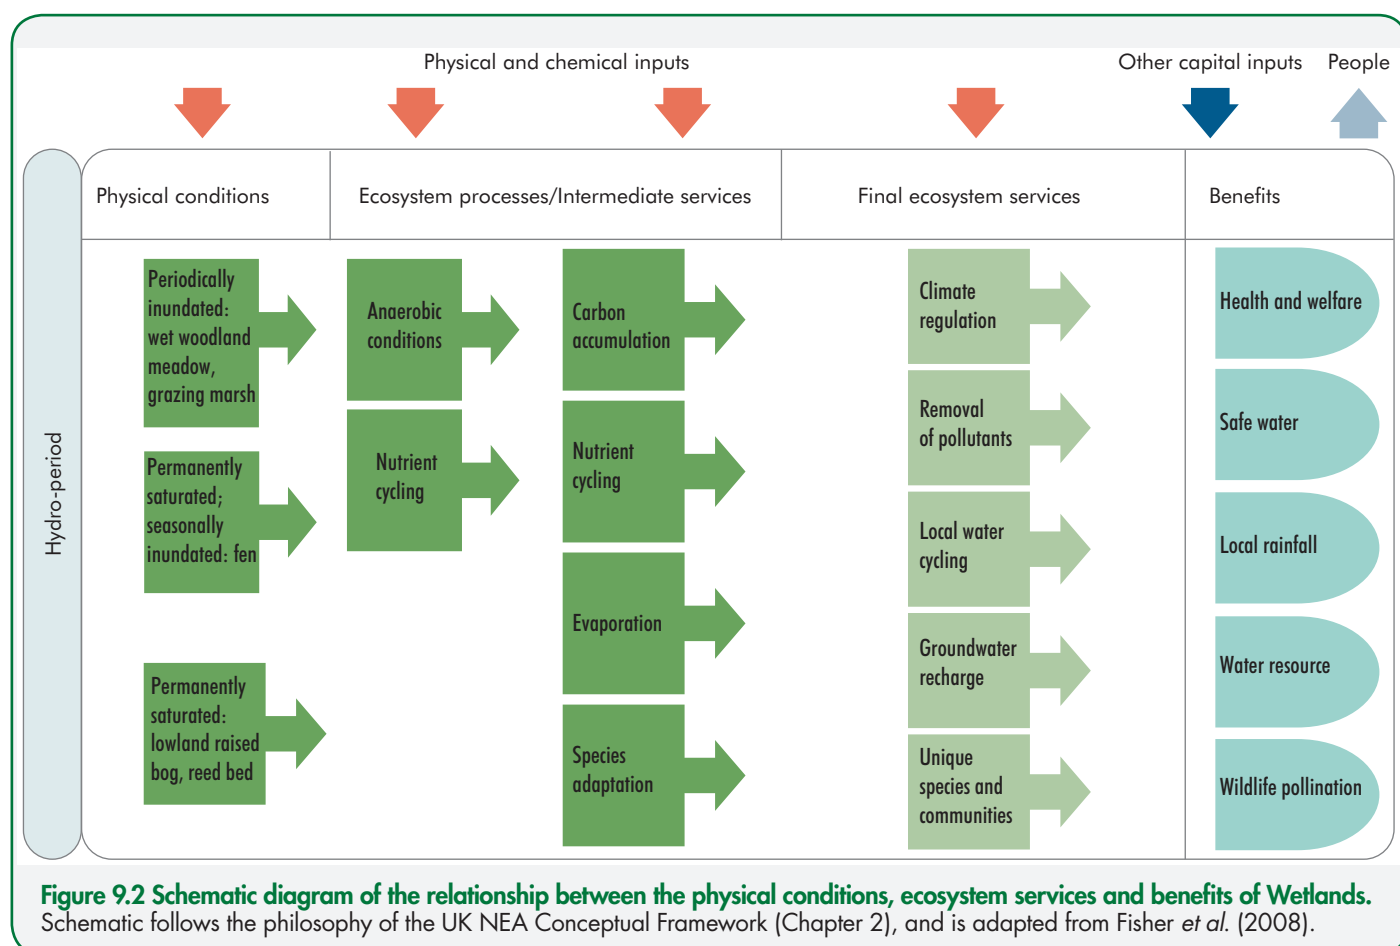 Physical and chemical inputs
Other capital inputs
People
Hydro-period
Physical conditions
Ecosystem processes/Intermediate services
Final ecosystem services
Benefits
Periodically
inundated:
wet woodland
meadow,
grazing marsh
Permanently
saturated;
seasonally
inundated: fen
Permanently
saturated:
lowland raised
bog, reed bed
Anaerobic
conditions
Nutrient
cycling
Carbon
accumulation
Nutrient
cycling
Evaporation
Species
adaptation
Climate
regulation
Removal
of pollutants
Local water
cycling
Groundwater
recharge
Unique
species and
communities
Health and welfare
Safe water
Local rainfall
Water resource
Wildlife pollination
Figure 9.2 Schematic diagram of the relationship between the physical conditions, ecosystem services and benefits of Wetlands.
Schematic follows the philosophy of the UK NEA Conceptual Framework (Chapter 2), and is adapted from Fisher et al. (2008).